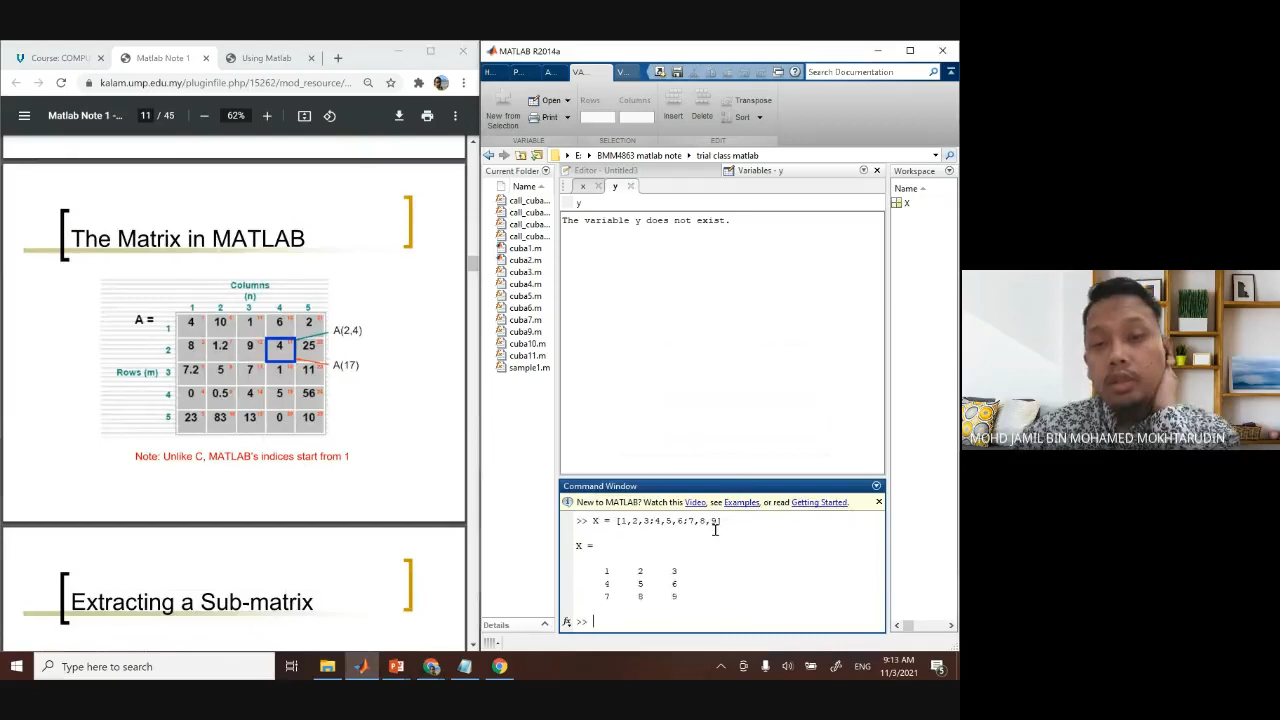 Course: COMPU
Matlab Note 1
Using Matlab
kalam.ump.edu.my/pluginfile.php/15262/mod_resource/...
Matlab Note 1 -...
11 / 45
62%
The Matrix in MATLAB
Columns
(n)
1 2 3 4 5
A =
1 4 10 1 6 2
2 8 1.2 9 4 25
Rows (m) 3 7.2 5 7 1 11
4 0 0.5 4 5 56
5 23 83 13 0 10
A(2,4)
A(17)
Note: Unlike C, MATLAB's indices start from 1
Extracting a Sub-matrix
MATLAB R2014a
H... P... A... VA... V...
Search Documentation
New from
Selection
Open
Print
Rows Columns
Insert
Delete
Transpose
Sort
VARIABLE
SELECTION
EDIT
E: BMM4863 matlab note trial class matlab
Current Folder
Name
call_cuba...
call_cuba...
call_cuba...
call_cuba...
cuba1.m
cuba2.m
cuba3.m
cuba4.m
cuba5.m
cuba6.m
cuba7.m
cuba9.m
cuba10.m
cuba11.m
sample1.m
Details
Editor - Untitled3
Variables - y
x
y
y
The variable y does not exist.
Workspace
Name
X
Command Window
New to MATLAB? Watch this Video, see Examples, or read Getting Started.
>> X = [1,2,3;4,5,6;7,8,9]
X =
1 2 3
4 5 6
7 8 9
fx >>
MOHD JAMIL BIN MOHAMED MOKHTARUDIN
Type here to search
ENG
9:13 AM
11/3/2021
5